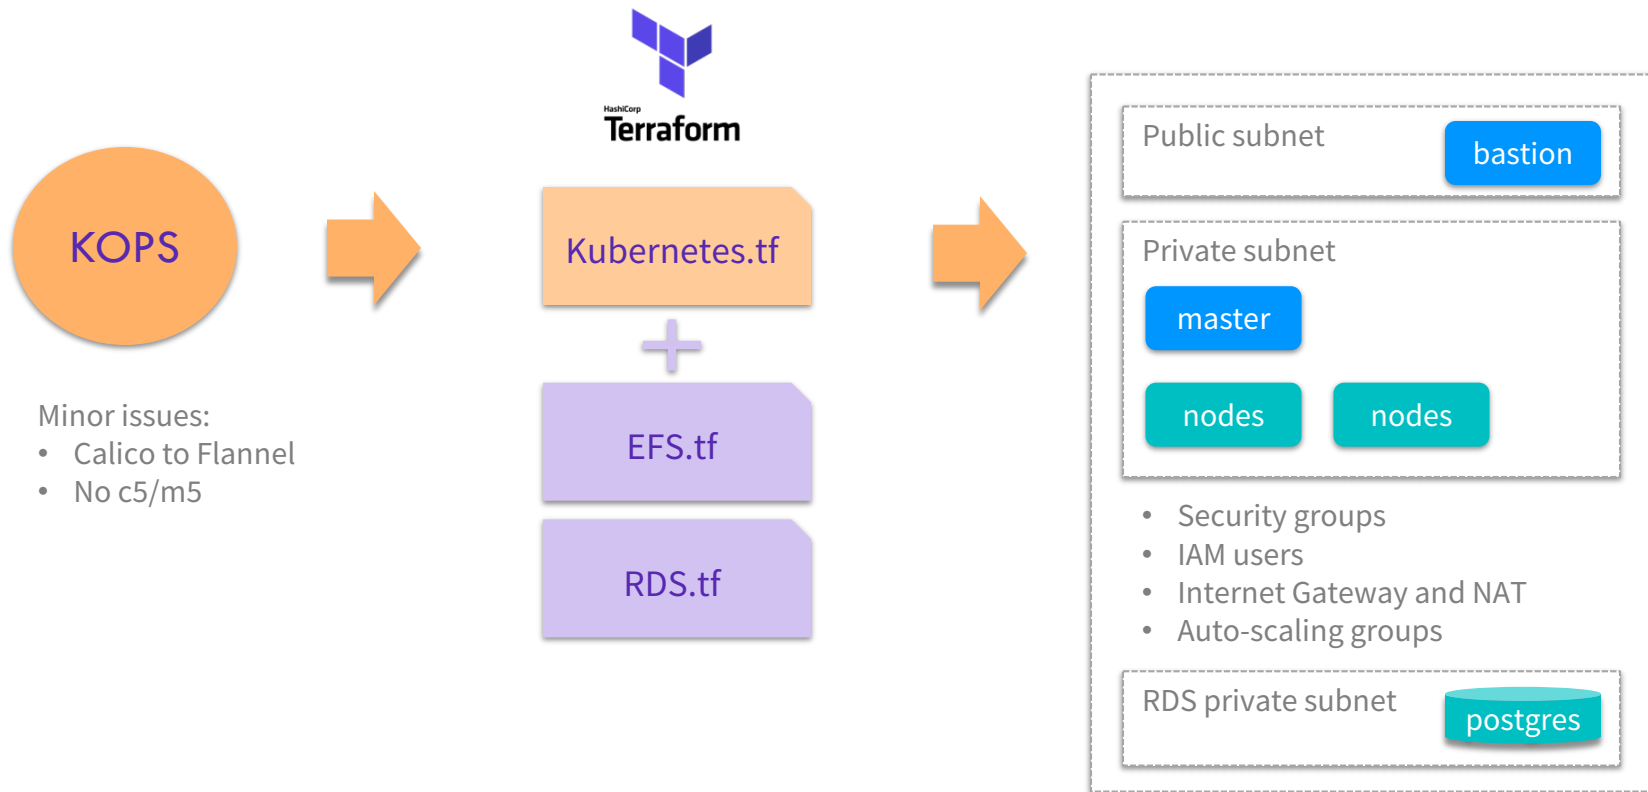 KOPS
Minor issues:
• Calico to Flannel
• No c5/m5
HashiCorp
Terraform
Kubernetes.tf
+
EFS.tf
RDS.tf
Public subnet
bastion
Private subnet
master
nodes
nodes
• Security groups
• IAM users
• Internet Gateway and NAT
• Auto-scaling groups
RDS private subnet
postgres